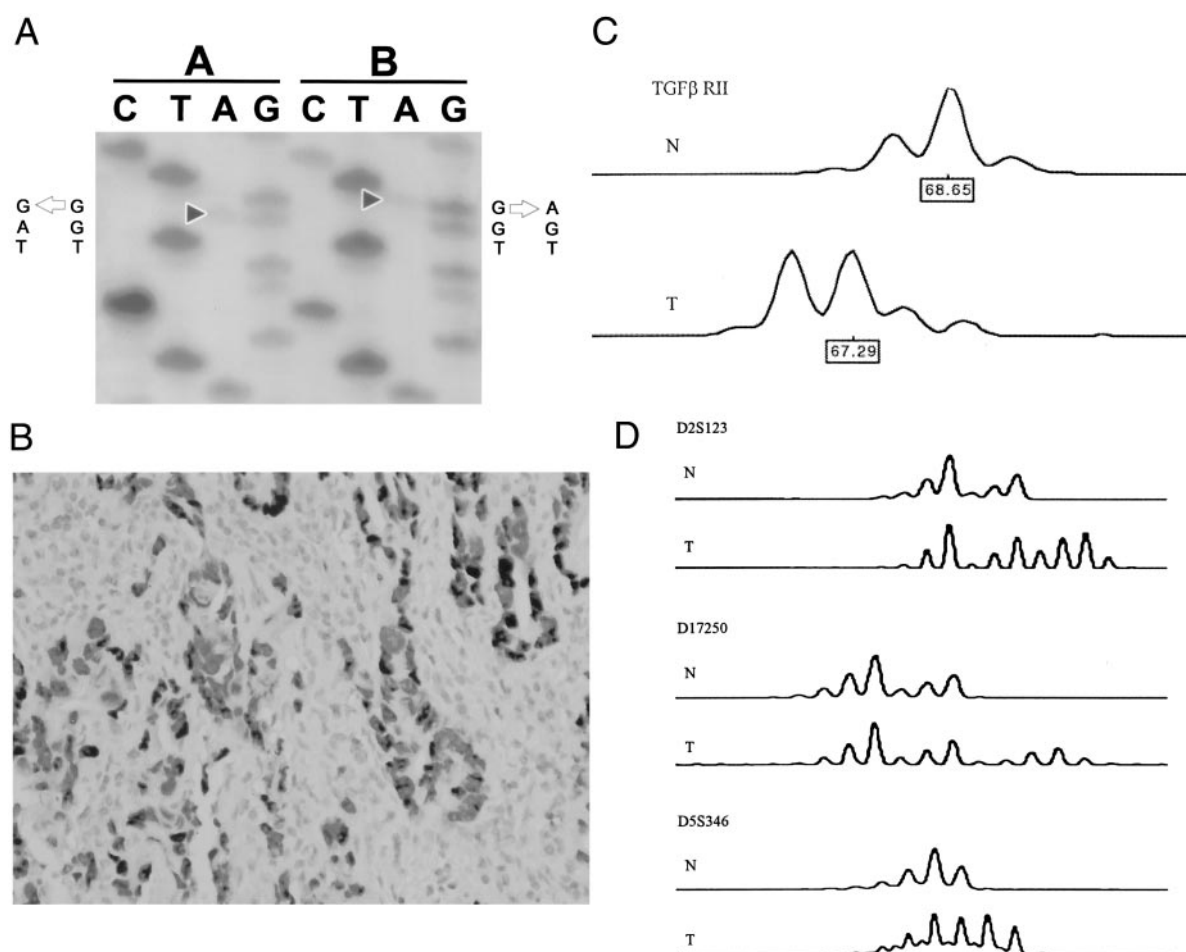 A
A B
C T A G C T A G
G G
A G
T T
G A
G G
T T
B
C
TGFβ RII
N
68.65
T
67.29
D
D2S123
N
T
D17250
N
T
D5S346
N
T